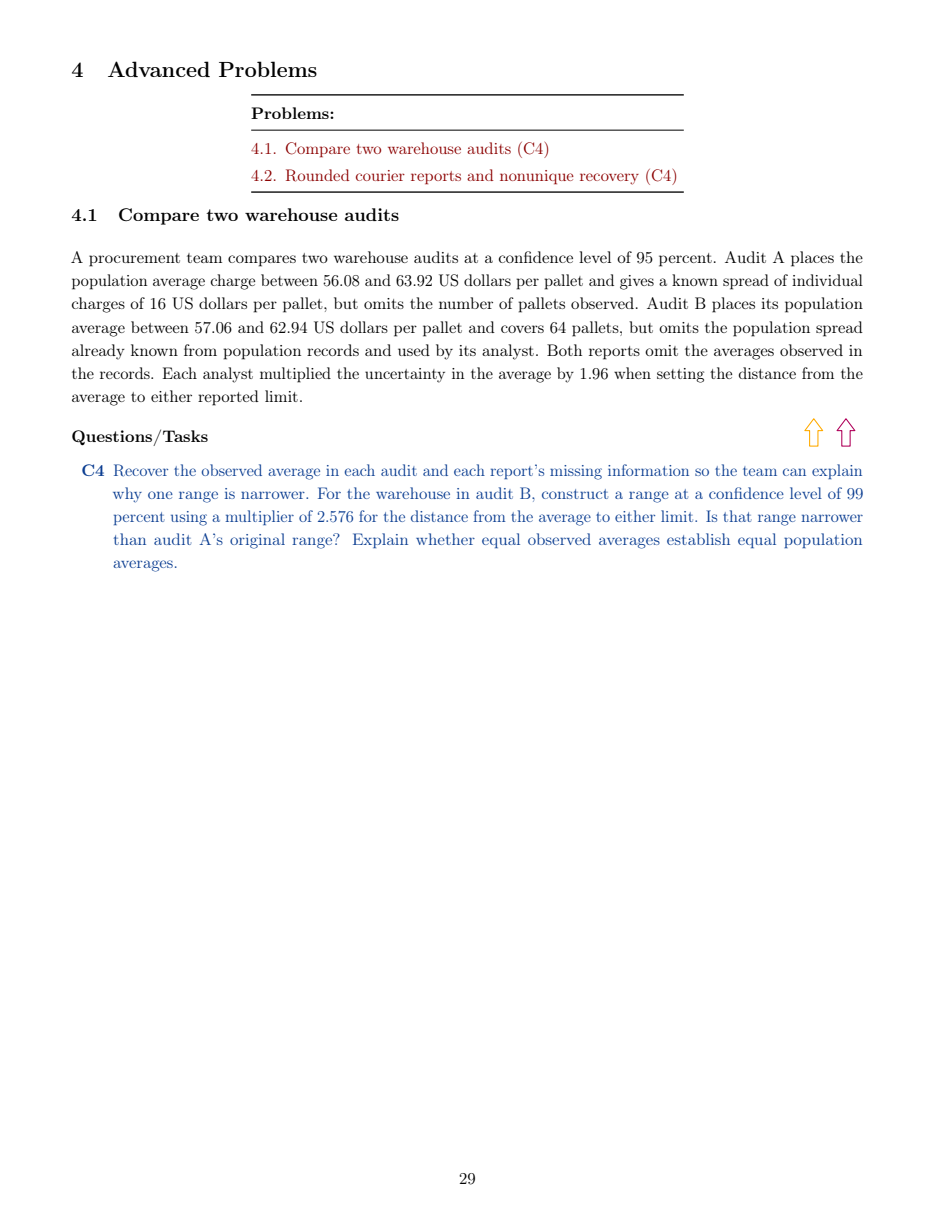 4 Advanced Problems
Problems:
4.1. Compare two warehouse audits (C4)
4.2. Rounded courier reports and nonunique recovery (C4)
4.1 Compare two warehouse audits
A procurement team compares two warehouse audits at a confidence level of 95 percent. Audit A places the
population average charge between 56.08 and 63.92 US dollars per pallet and gives a known spread of individual
charges of 16 US dollars per pallet, but omits the number of pallets observed. Audit B places its population
average between 57.06 and 62.94 US dollars per pallet and covers 64 pallets, but omits the population spread
already known from population records and used by its analyst. Both reports omit the averages observed in
the records. Each analyst multiplied the uncertainty in the average by 1.96 when setting the distance from the
average to either reported limit.
Questions/Tasks
C4 Recover the observed average in each audit and each report's missing information so the team can explain
why one range is narrower. For the warehouse in audit B, construct a range at a confidence level of 99
percent using a multiplier of 2.576 for the distance from the average to either limit. Is that range narrower
than audit A's original range? Explain whether equal observed averages establish equal population
averages.
29